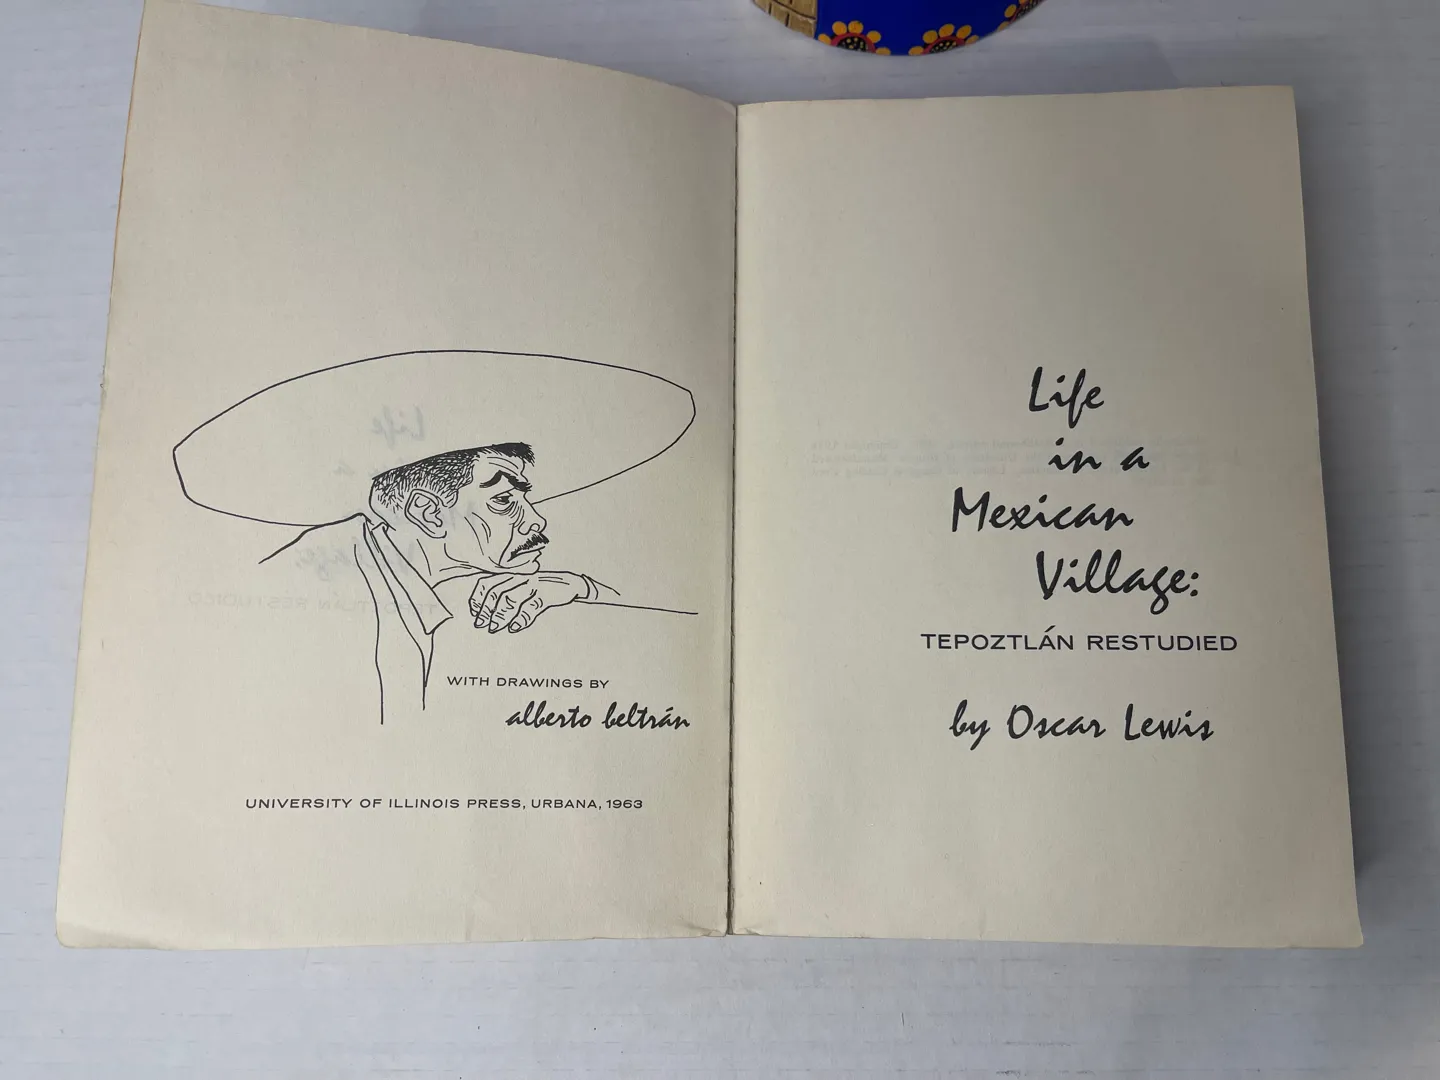 WITH DRAWINGS BY
alberto beltrán
UNIVERSITY OF ILLINOIS PRESS, URBANA, 1963
Life
in a
Mexican
Village:
TEPOZTLÁN RESTUDIED
by Oscar Lewis